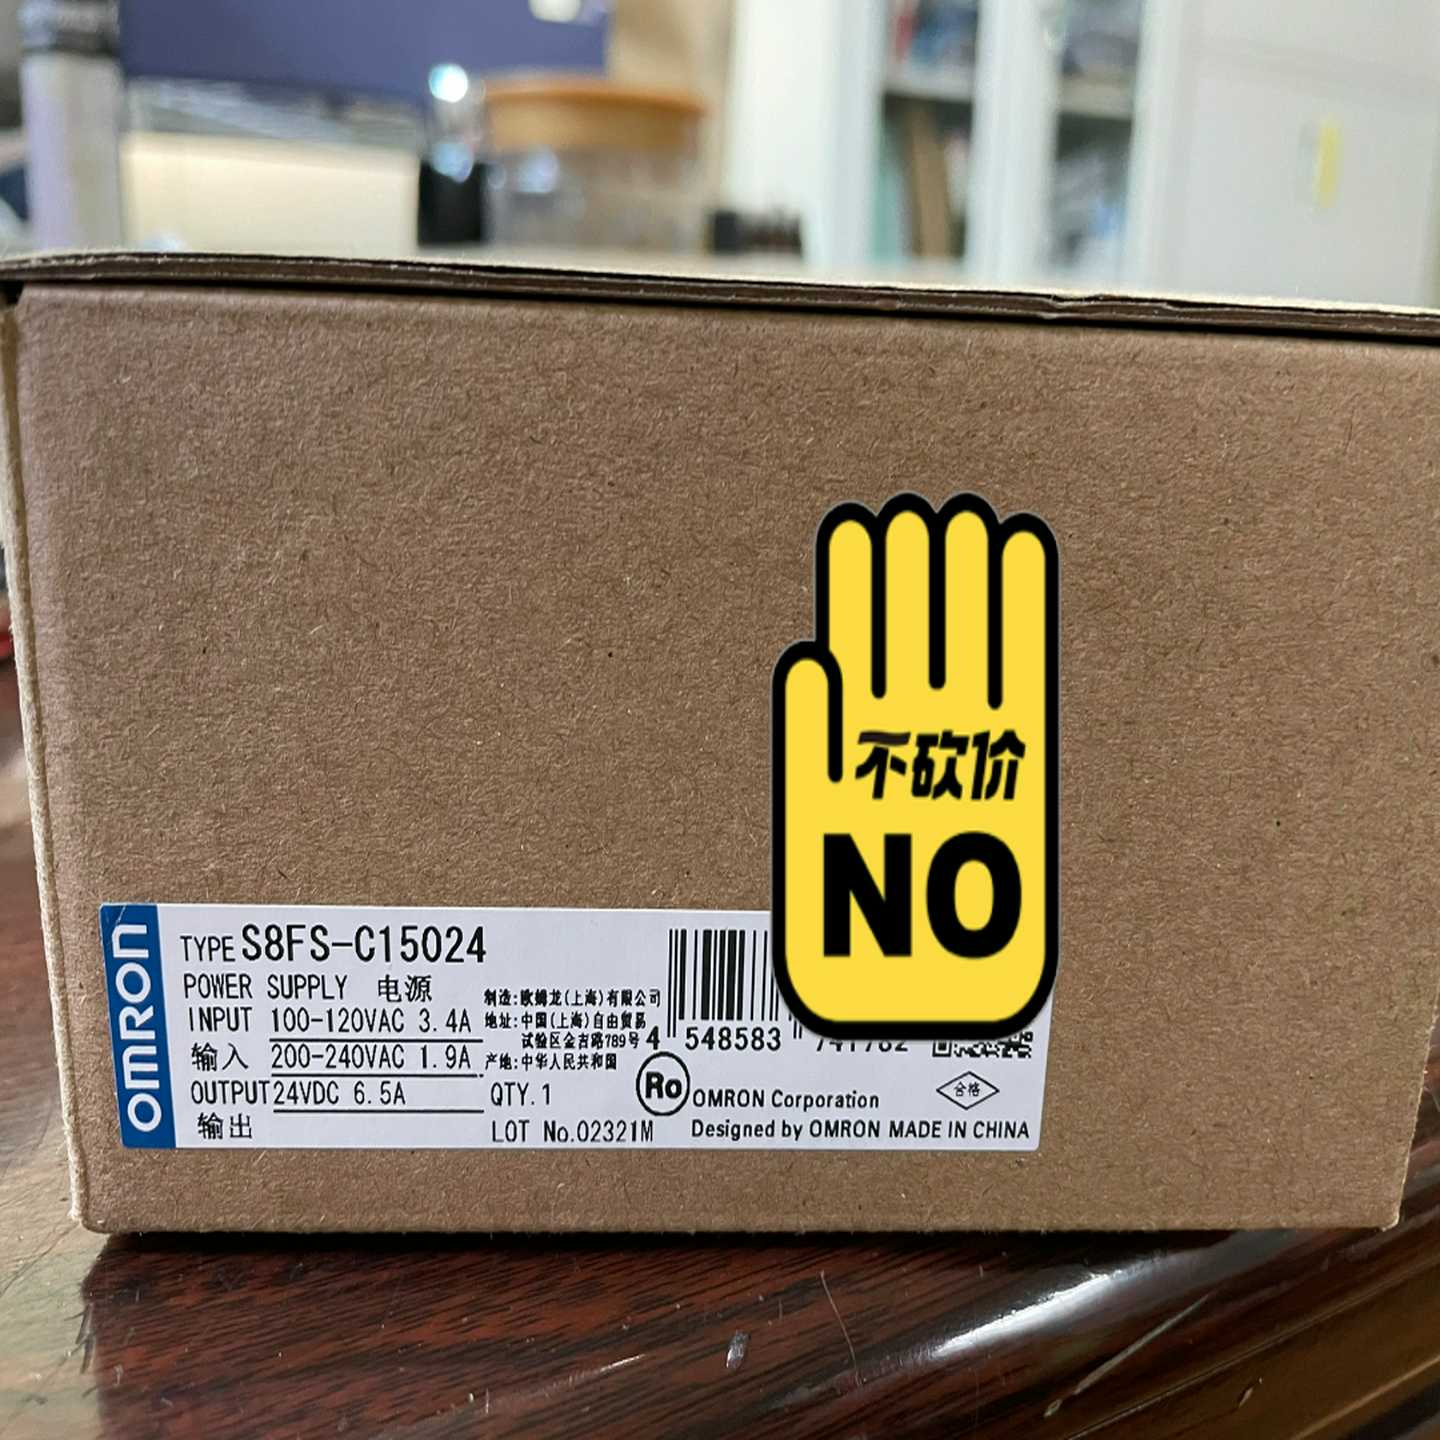 不砍价
NO
OMRON
TYPE S8FS-C15024
POWER SUPPLY 电源
INPUT 100-120VAC 3.4A
输入 200-240VAC 1.9A
OUTPUT 24VDC 6.5A
输出
制造:欧姆龙(上海)有限公司
地址:中国(上海)自由贸易
试验区金吉路789号
产地:中华人民共和国
QTY.1
LOT No.02321M
4 548583 741782
Ro
合格
OMRON Corporation
Designed by OMRON MADE IN CHINA